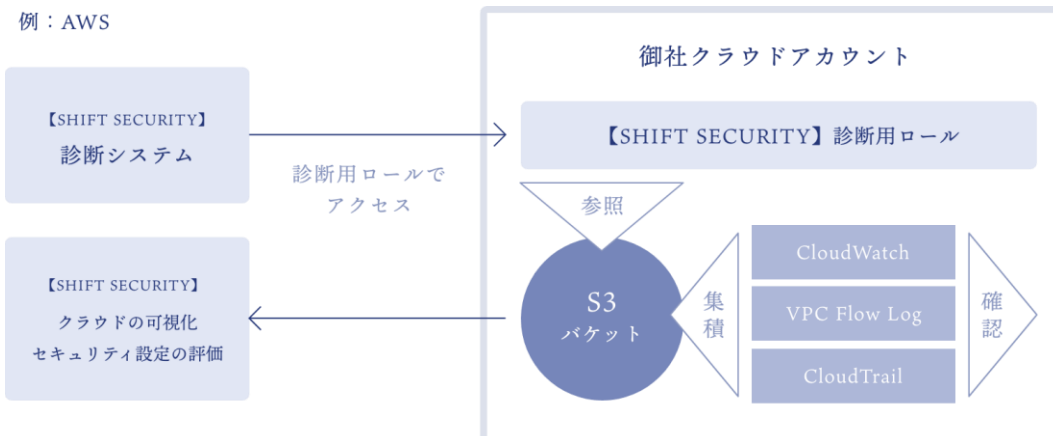 例：AWS
御社クラウドアカウント
【SHIFT SECURITY】
診断システム
【SHIFT SECURITY】診断用ロール
診断用ロールで
アクセス
参照
【SHIFT SECURITY】
クラウドの可視化
セキュリティ設定の評価
S3
バケット
集積
CloudWatch
VPC Flow Log
CloudTrail
確認